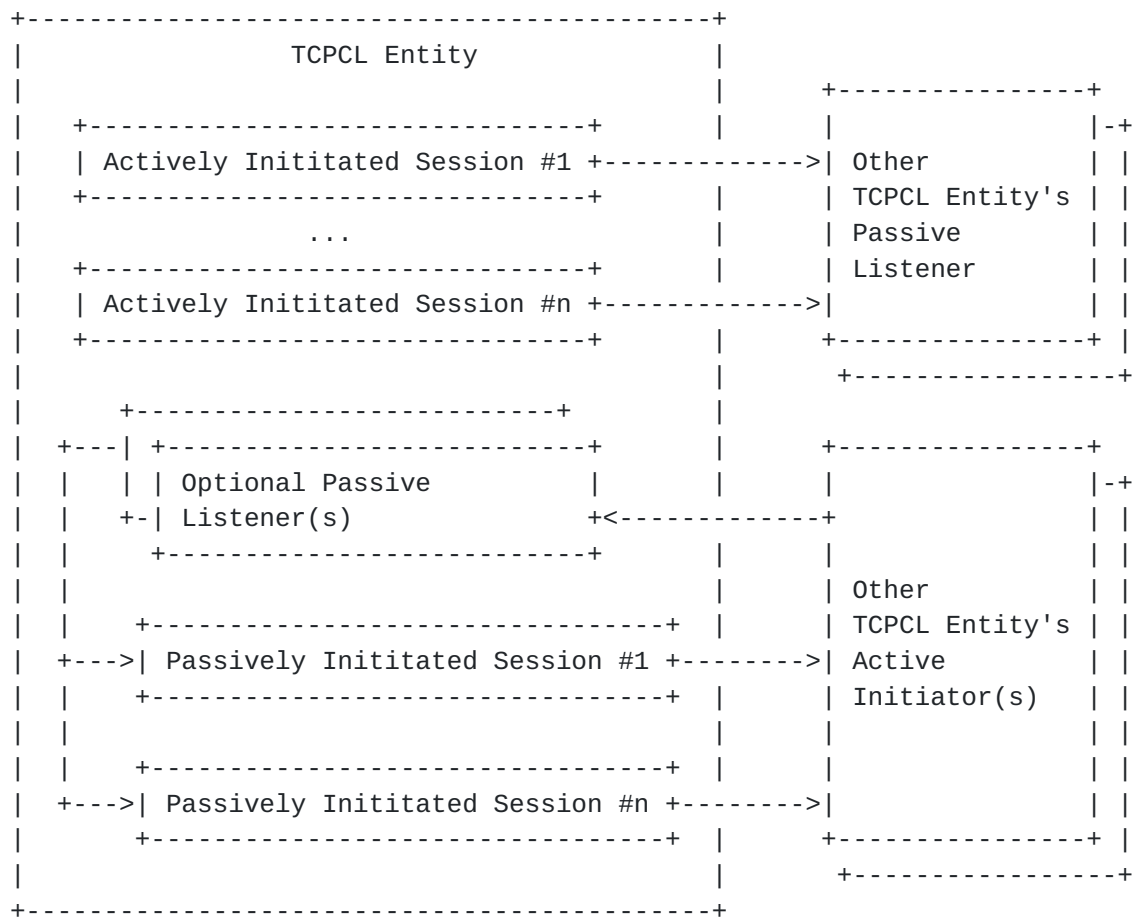 TCPCL Entity
Actively Inititated Session #1
Other
TCPCL Entity's
...
Passive
Listener
Actively Inititated Session #n
Optional Passive
Listener(s)
Other
TCPCL Entity's
Passively Inititated Session #1
Active
Initiator(s)
Passively Inititated Session #n